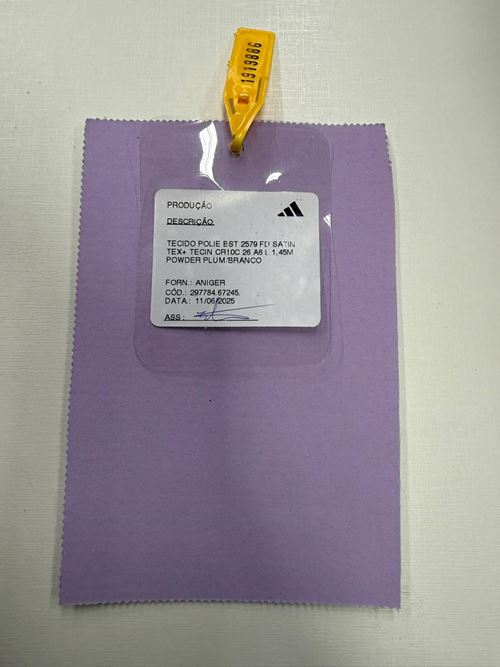 1919886
PRODUÇÃO
DESCRIÇÃO:
TECIDO POLIE BST 2579 FD SATIN
TEX+ TECIN CR10C 26 A6 L 1,45M
POWDER PLUM/BRANCO
FORN.: ANIGER
CÓD.: 297784.67245.
DATA.: 11/06/2025
ASS.: